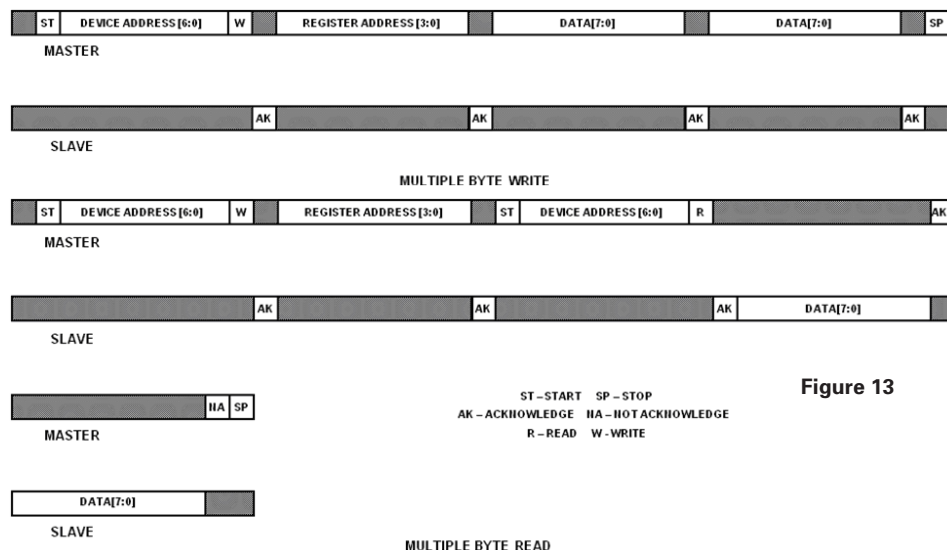 ST DEVICE ADDRESS [6:0] W REGISTER ADDRESS [3:0] DATA[7:0] DATA[7:0] SP
MASTER
AK AK AK AK
SLAVE
MULTIPLE BYTE WRITE
ST DEVICE ADDRESS [6:0] W REGISTER ADDRESS [3:0] ST DEVICE ADDRESS [6:0] R AK
MASTER
AK AK AK DATA[7:0]
SLAVE
Figure 13
NA SP
MASTER
ST – START SP – STOP
AK – ACKNOWLEDGE NA – NOT ACKNOWLEDGE
R – READ W - WRITE
DATA[7:0]
SLAVE
MULTIPLE BYTE READ